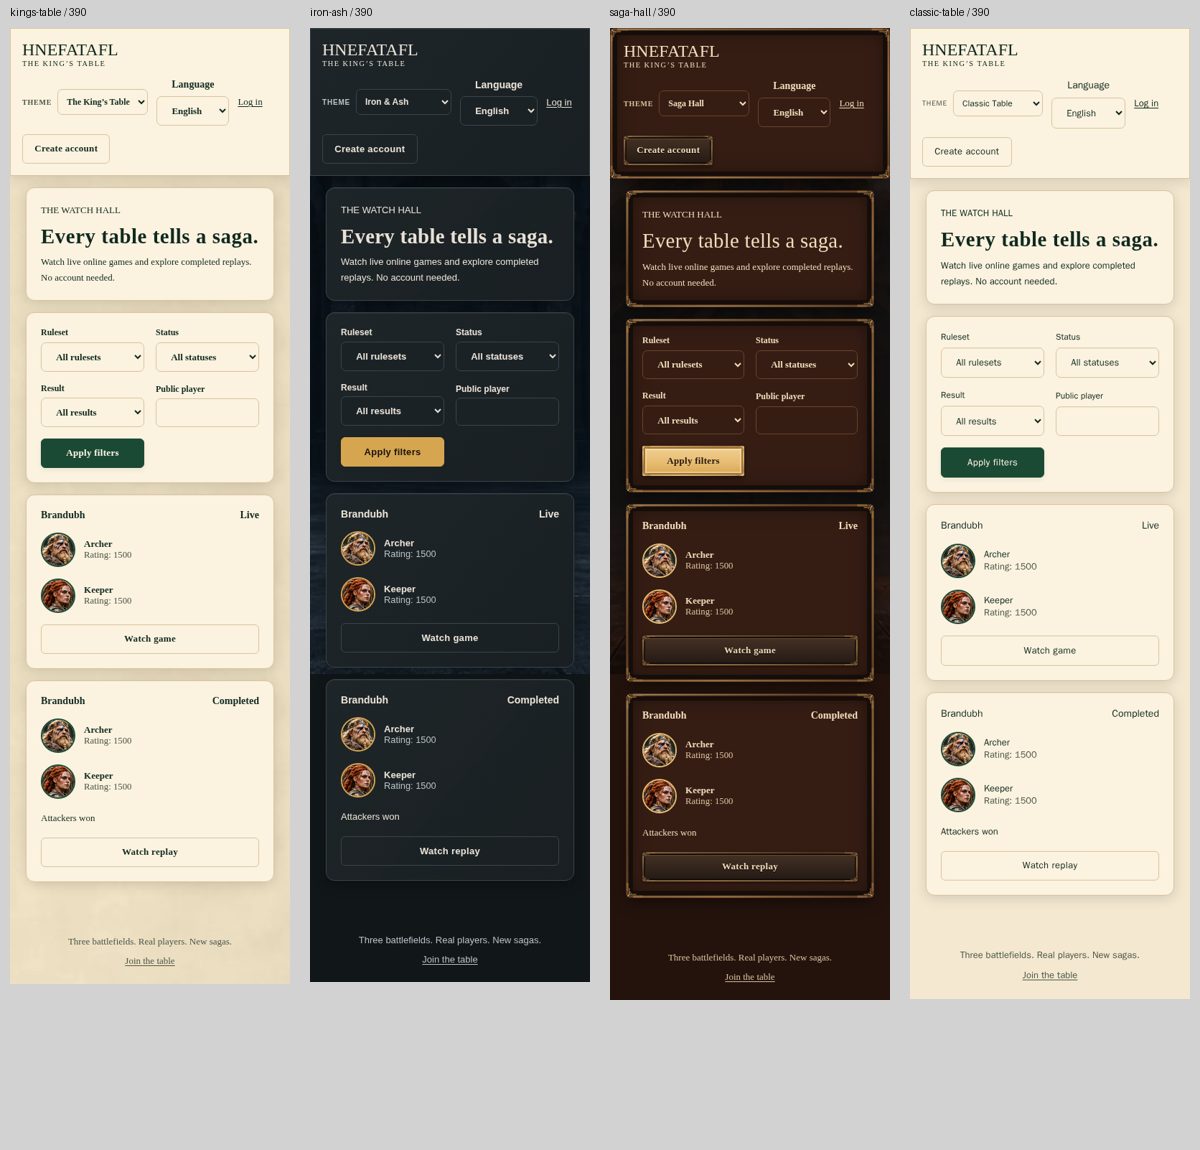 kings-table / 390
HNEFATAFL
THE KING'S TABLE
Language
THEME The King's Table English Log in
Create account
THE WATCH HALL
Every table tells a saga.
Watch live online games and explore completed replays.
No account needed.
Ruleset Status
All rulesets All statuses
Result Public player
All results
Apply filters
Brandubh Live
Archer
Rating: 1500
Keeper
Rating: 1500
Watch game
Brandubh Completed
Archer
Rating: 1500
Keeper
Rating: 1500
Attackers won
Watch replay
Three battlefields. Real players. New sagas.
Join the table
iron-ash / 390
HNEFATAFL
THE KING'S TABLE
Language
THEME Iron & Ash English Log in
Create account
THE WATCH HALL
Every table tells a saga.
Watch live online games and explore completed
replays. No account needed.
Ruleset Status
All rulesets All statuses
Result Public player
All results
Apply filters
Brandubh Live
Archer
Rating: 1500
Keeper
Rating: 1500
Watch game
Brandubh Completed
Archer
Rating: 1500
Keeper
Rating: 1500
Attackers won
Watch replay
Three battlefields. Real players. New sagas.
Join the table
saga-hall / 390
HNEFATAFL
THE KING'S TABLE
Language
THEME Saga Hall English Log in
Create account
THE WATCH HALL
Every table tells a saga.
Watch live online games and explore completed replays.
No account needed.
Ruleset Status
All rulesets All statuses
Result Public player
All results
Apply filters
Brandubh Live
Archer
Rating: 1500
Keeper
Rating: 1500
Watch game
Brandubh Completed
Archer
Rating: 1500
Keeper
Rating: 1500
Attackers won
Watch replay
Three battlefields. Real players. New sagas.
Join the table
classic-table / 390
HNEFATAFL
THE KING'S TABLE
Language
THEME Classic Table English Log in
Create account
THE WATCH HALL
Every table tells a saga.
Watch live online games and explore completed
replays. No account needed.
Ruleset Status
All rulesets All statuses
Result Public player
All results
Apply filters
Brandubh Live
Archer
Rating: 1500
Keeper
Rating: 1500
Watch game
Brandubh Completed
Archer
Rating: 1500
Keeper
Rating: 1500
Attackers won
Watch replay
Three battlefields. Real players. New sagas.
Join the table